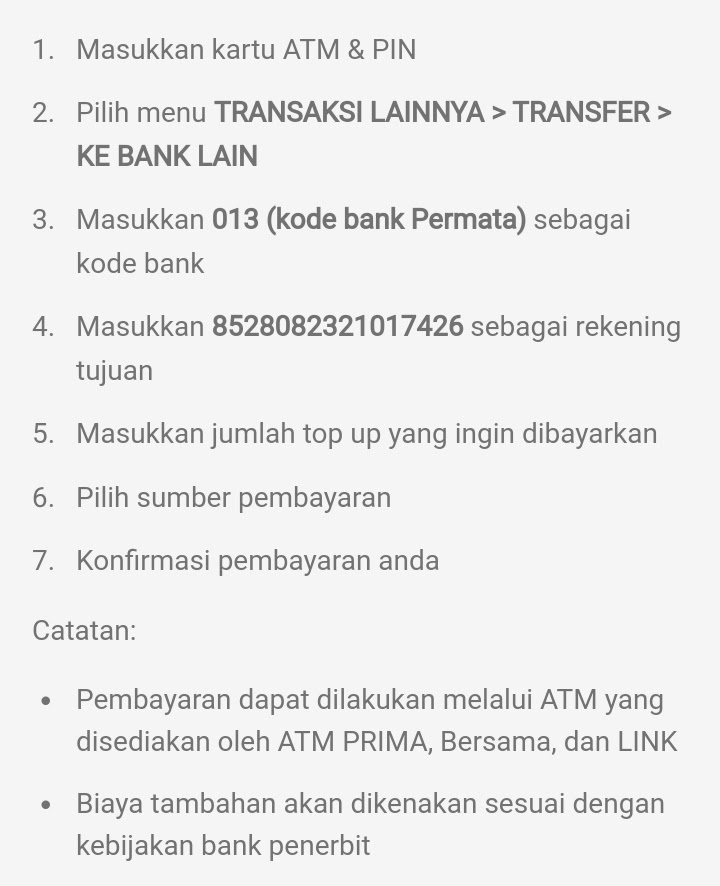 1. Masukkan kartu ATM & PIN
2. Pilih menu TRANSAKSI LAINNYA > TRANSFER >
KE BANK LAIN
3. Masukkan 013 (kode bank Permata) sebagai
kode bank
4. Masukkan 8528082321017426 sebagai rekening
tujuan
5. Masukkan jumlah top up yang ingin dibayarkan
6. Pilih sumber pembayaran
7. Konfirmasi pembayaran anda
Catatan:
• Pembayaran dapat dilakukan melalui ATM yang
disediakan oleh ATM PRIMA, Bersama, dan LINK
• Biaya tambahan akan dikenakan sesuai dengan
kebijakan bank penerbit